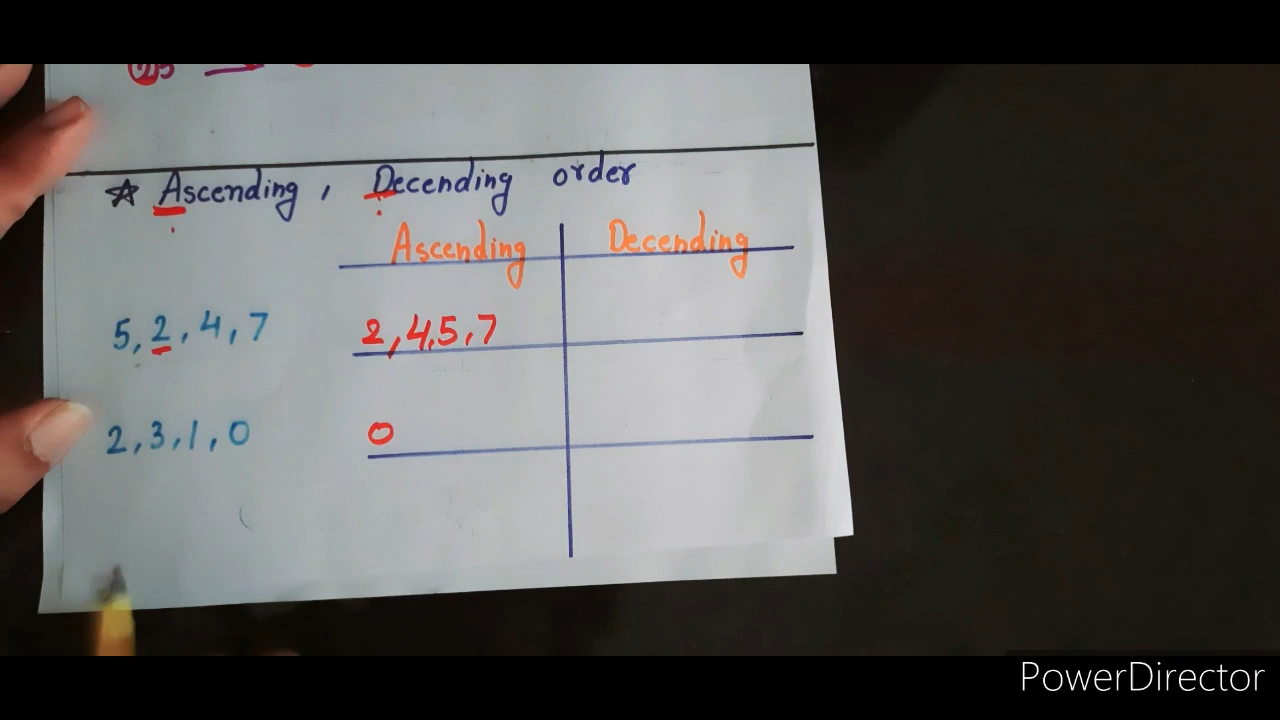 ☆ Ascending, Decending order
Ascending Decending
5, 2, 4, 7 2, 4, 5, 7
2, 3, 1, 0 0
PowerDirector